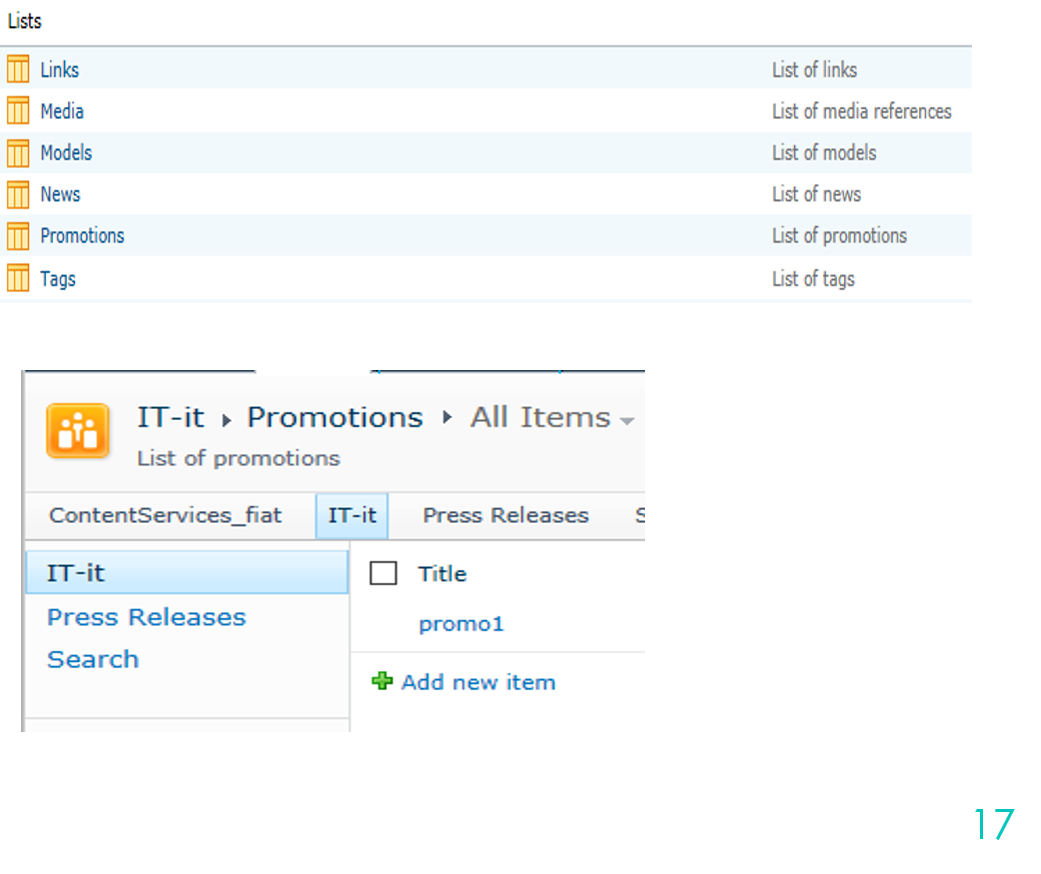 Lists
Links List of links
Media List of media references
Models List of models
News List of news
Promotions List of promotions
Tags List of tags
IT-it Promotions All Items
List of promotions
ContentServices_fiat IT-it Press Releases S
IT-it
Press Releases
Search
Title
promo1
Add new item
17